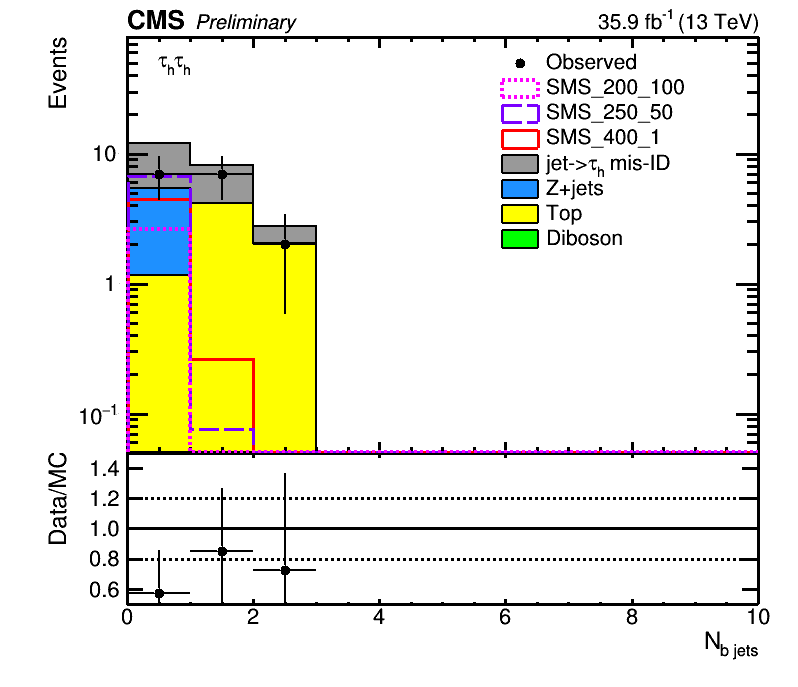 CMS Preliminary 35.9 fb⁻¹ (13 TeV)
Events
τₕτₕ
Observed
SMS_200_100
SMS_250_50
SMS_400_1
jet->τₕ mis-ID
Z+jets
Top
Diboson
10
1
10⁻¹
Data/MC
1.4
1.2
1.0
0.8
0.6
0 2 4 6 8 10
N_b jets